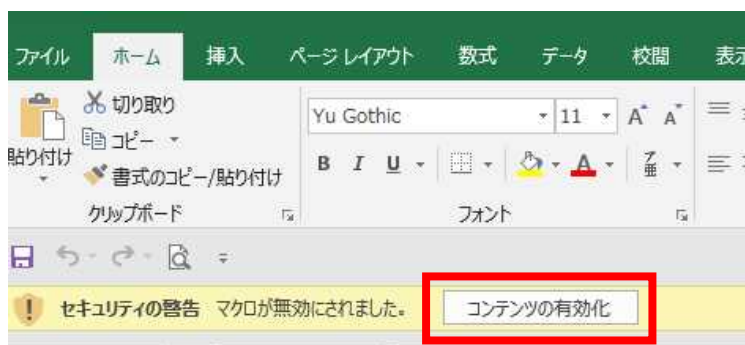 ファイル ホーム 挿入 ページ レイアウト 数式 データ 校閲 表示
切り取り
コピー
貼り付け
書式のコピー/貼り付け
クリップボード
Yu Gothic 11 A A
B I U A ア亜
フォント
セキュリティの警告 マクロが無効にされました。 コンテンツの有効化